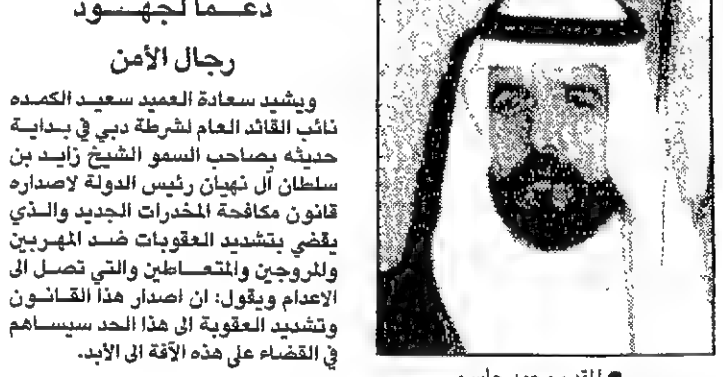 دعـــما لجهـــود
رجال الأمن
ويشيد سعادة العميد سعيد الكمده
نائب القائد العام لشرطة دبي في بداية
حديثه بصاحب السمو الشيخ زايد بن
سلطان آل نهيان رئيس الدولة لاصداره
قانون مكافحة المخدرات الجديد والذي
يقضي بتشديد العقوبات ضد المهربين
والمروجين والمتعاطين والتي تصل الى
الاعدام ويقول: ان اصدار هذا القانون
وتشديد العقوبة الى هذا الحد سيساهم
في القضاء على هذه الآفة الى الأبد.